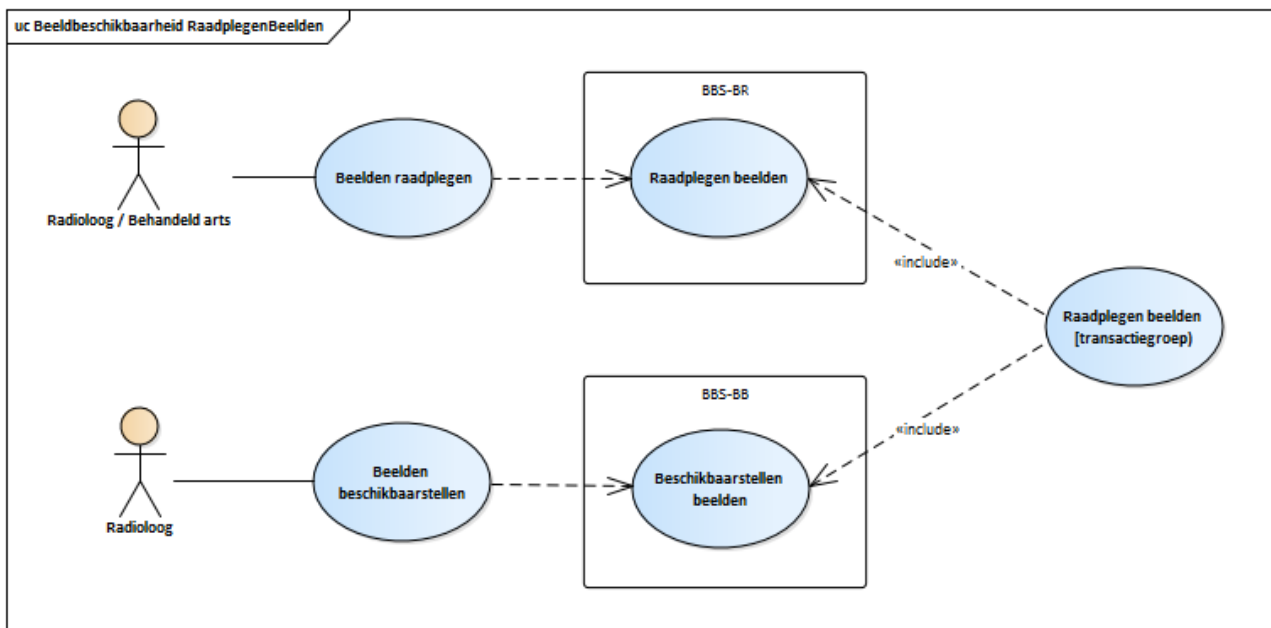 uc Beeldbeschikbaarheid RaadplegenBeelden
BBS-BR
Radioloog / Behandeld arts
Beelden raadplegen
Raadplegen beelden
«include»
Raadplegen beelden
[transactiegroep)
BBS-BB
«include»
Radioloog
Beelden
beschikbaarstellen
Beschikbaarstellen
beelden